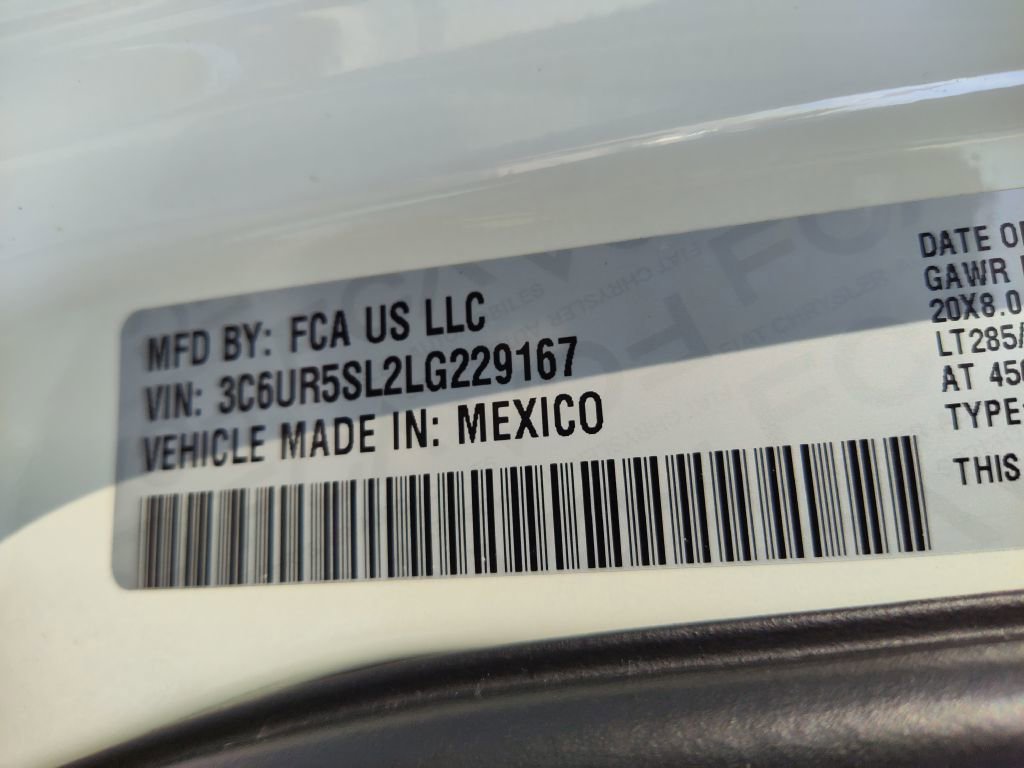 MFD BY: FCA US LLC
VIN: 3C6UR5SL2LG229167
VEHICLE MADE IN: MEXICO
DATE
GAWR
20X8.0
LT285/
AT 450
TYPE:
THIS